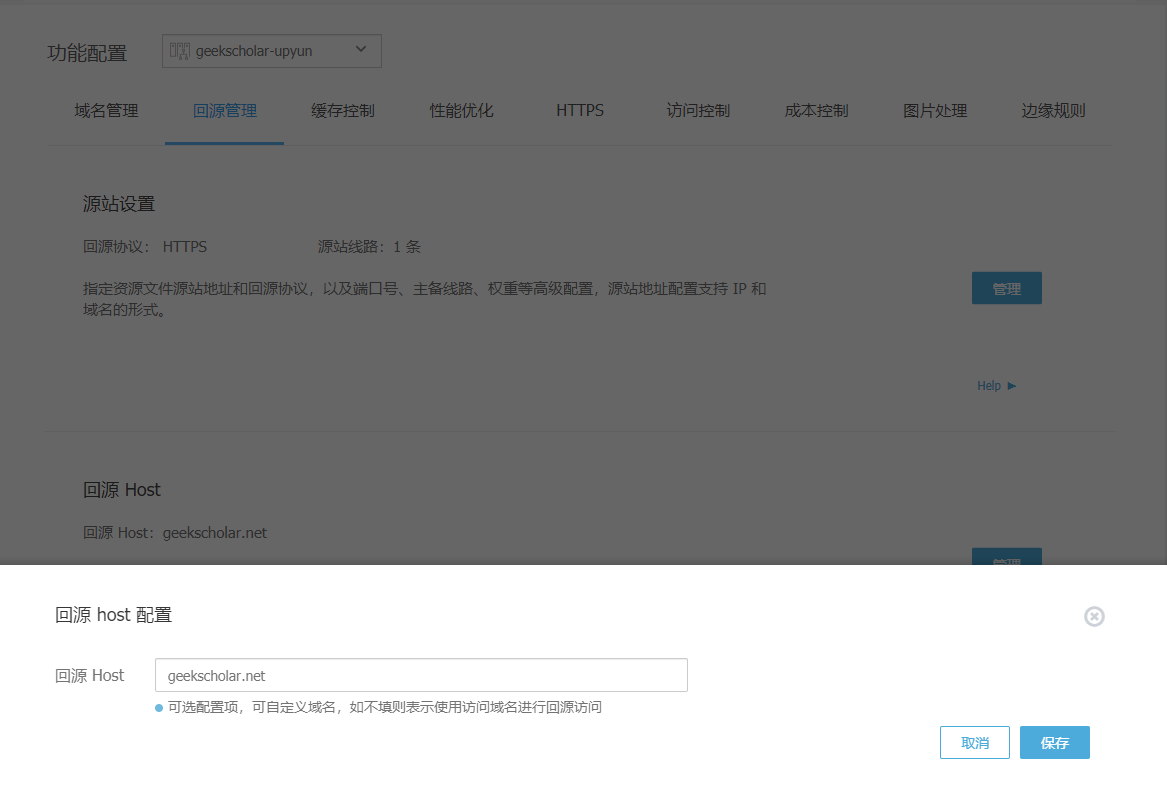 功能配置
geekscholar-upyun
域名管理 回源管理 缓存控制 性能优化 HTTPS 访问控制 成本控制 图片处理 边缘规则
源站设置
回源协议： HTTPS 源站线路：1 条
指定资源文件源站地址和回源协议，以及端口号、主备线路、权重等高级配置，源站地址配置支持 IP 和
域名的形式。
管理
Help
回源 Host
回源 Host：geekscholar.net
管理
回源 host 配置
回源 Host geekscholar.net
可选配置项，可自定义域名，如不填则表示使用访问域名进行回源访问
取消 保存